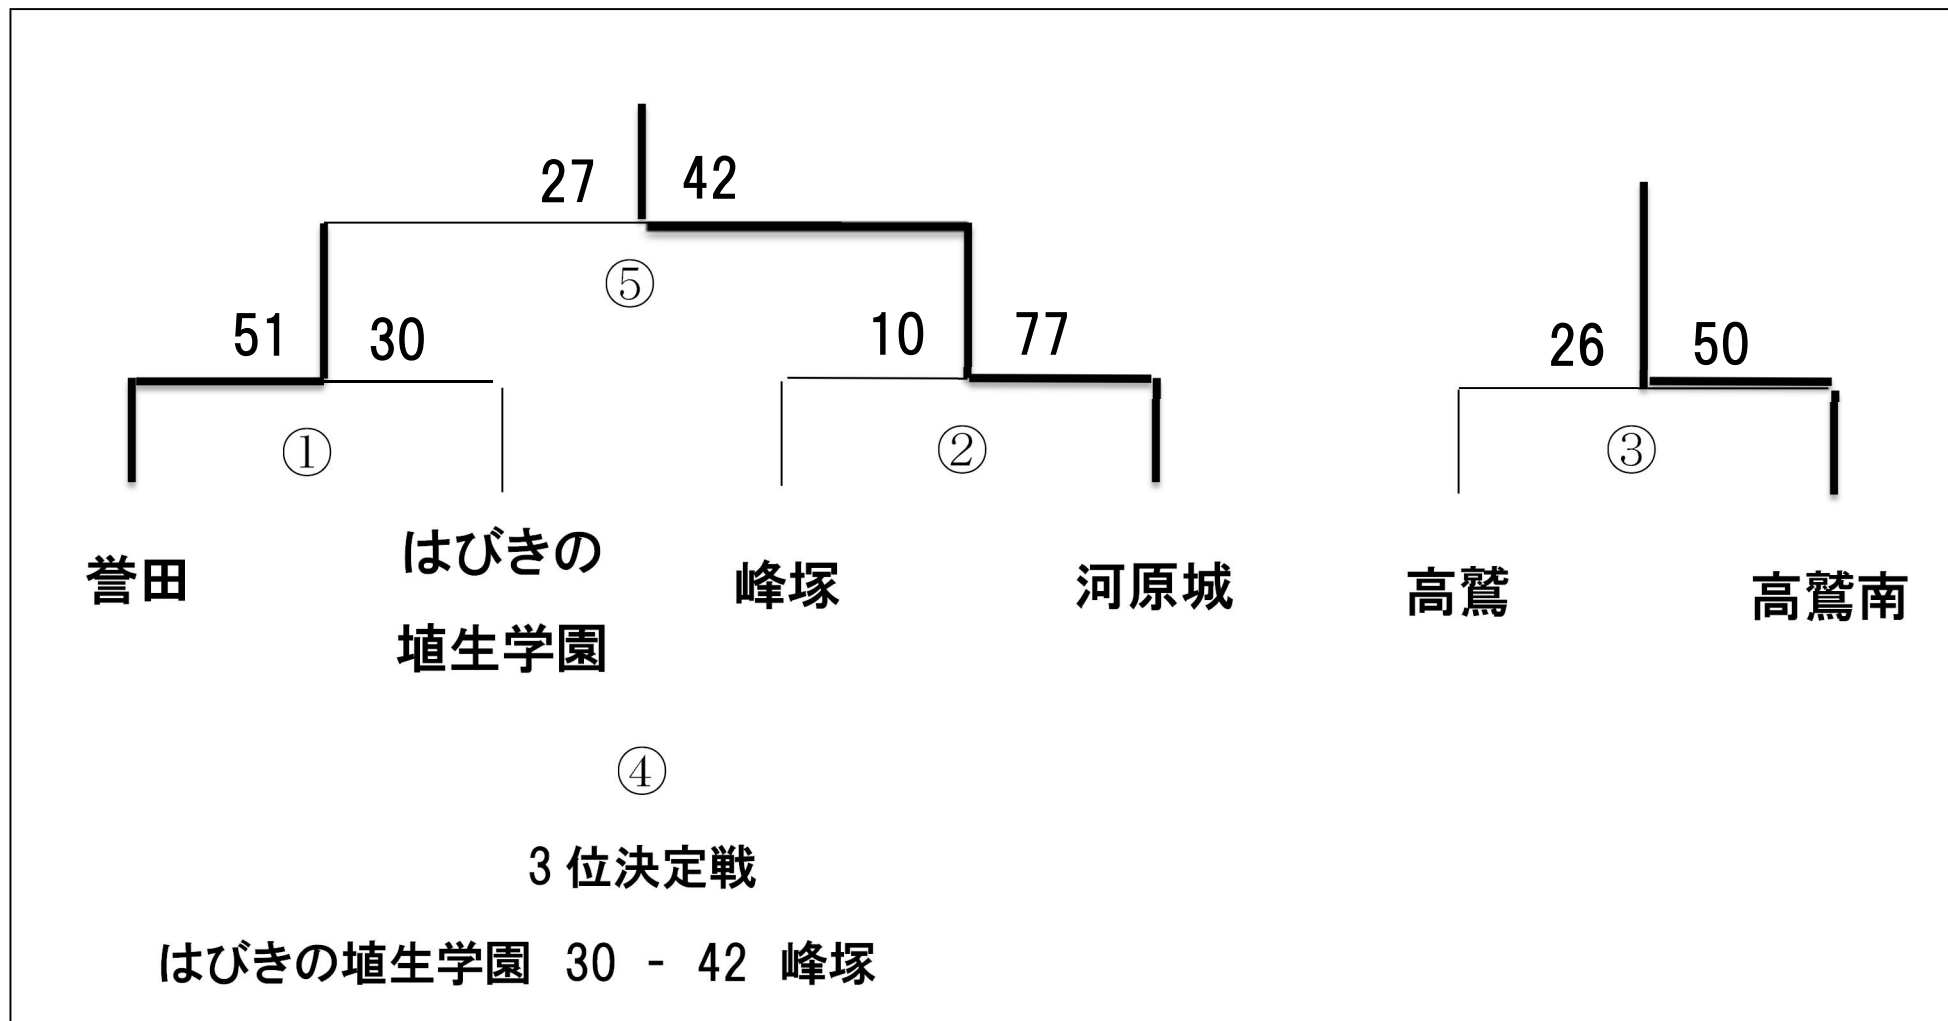 27 42
⑤
51 30 10 77 26 50
① ② ③
誉田 はびきの 峰塚 河原城 高鷲 高鷲南
埴生学園
④
3位決定戦
はびきの埴生学園 30 - 42 峰塚